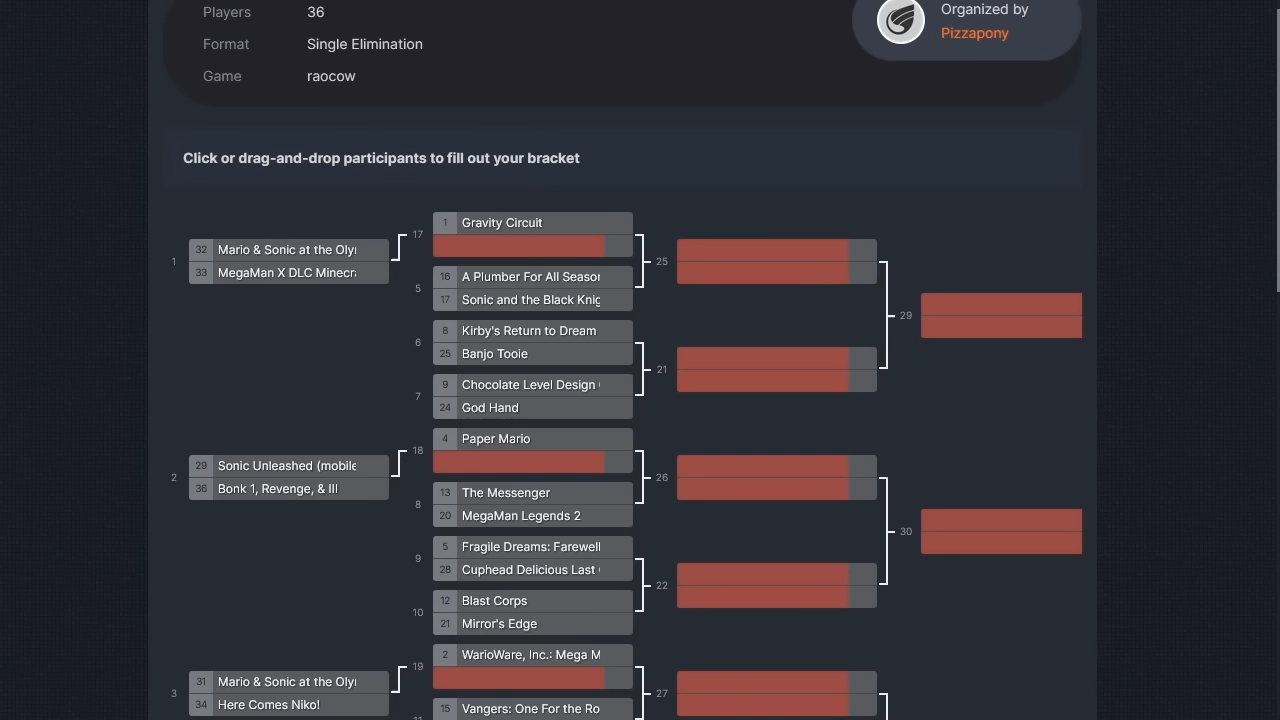 Players 36
Format Single Elimination
Game raocow
Organized by
Pizzapony
Click or drag-and-drop participants to fill out your bracket
1
32 Mario & Sonic at the Oly
33 MegaMan X DLC Minecr
17
1 Gravity Circuit
5
16 A Plumber For All Season
17 Sonic and the Black Knig
6
8 Kirby's Return to Dream
25 Banjo Tooie
7
9 Chocolate Level Design
24 God Hand
25
21
29
2
29 Sonic Unleashed (mobile
36 Bonk 1, Revenge, & III
18
4 Paper Mario
8
13 The Messenger
20 MegaMan Legends 2
9
5 Fragile Dreams: Farewell
28 Cuphead Delicious Last
10
12 Blast Corps
21 Mirror's Edge
26
22
30
3
31 Mario & Sonic at the Oly
34 Here Comes Niko!
19
2 WarioWare, Inc.: Mega M
15 Vangers: One For the Ro
27